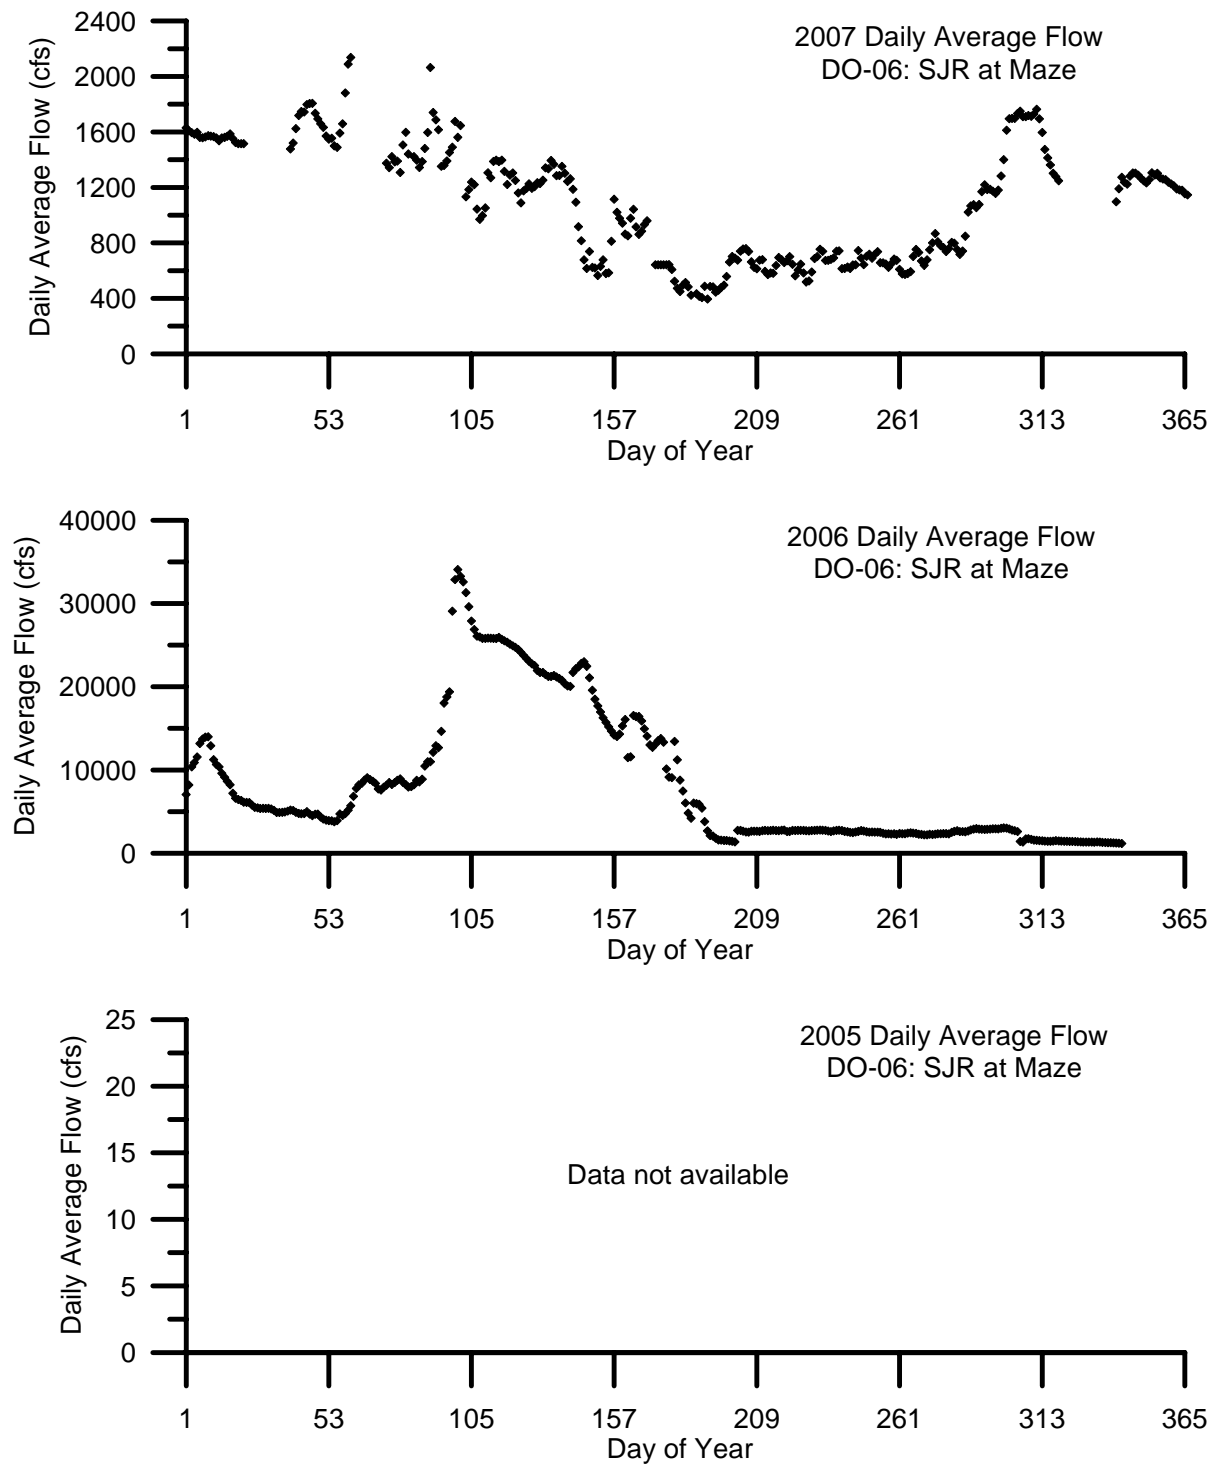 2007 Daily Average Flow
DO-06: SJR at Maze
Daily Average Flow (cfs)
2400
2000
1600
1200
800
400
0
1 53 105 157 209 261 313 365
Day of Year
2006 Daily Average Flow
DO-06: SJR at Maze
Daily Average Flow (cfs)
40000
30000
20000
10000
0
1 53 105 157 209 261 313 365
Day of Year
2005 Daily Average Flow
DO-06: SJR at Maze
Daily Average Flow (cfs)
25
20
15
10
5
0
Data not available
1 53 105 157 209 261 313 365
Day of Year